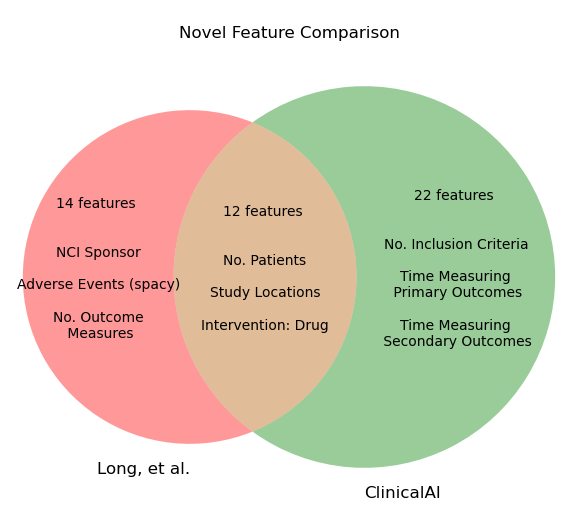 Novel Feature Comparison
14 features
NCI Sponsor
Adverse Events (spacy)
No. Outcome
Measures
12 features
No. Patients
Study Locations
Intervention: Drug
22 features
No. Inclusion Criteria
Time Measuring
Primary Outcomes
Time Measuring
Secondary Outcomes
Long, et al.
ClinicalAI